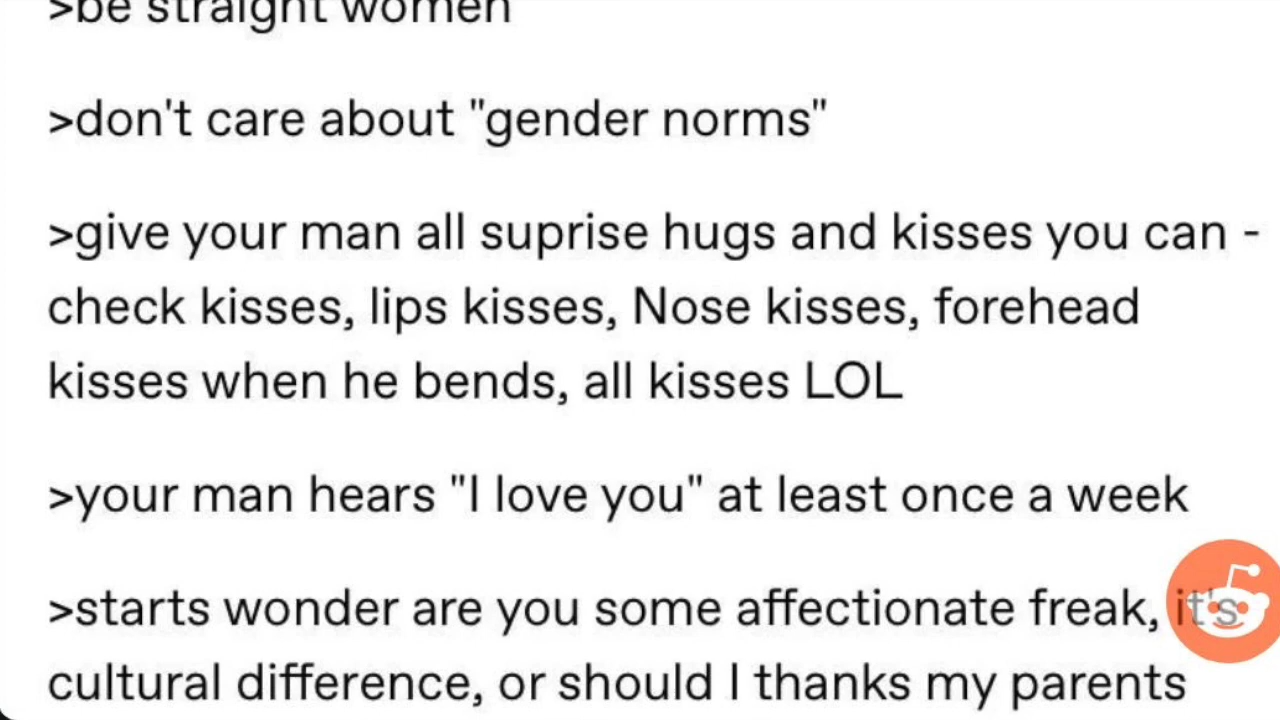 >be straight women
>don't care about "gender norms"
>give your man all suprise hugs and kisses you can -
check kisses, lips kisses, Nose kisses, forehead
kisses when he bends, all kisses LOL
>your man hears "I love you" at least once a week
>starts wonder are you some affectionate freak, it's
cultural difference, or should I thanks my parents